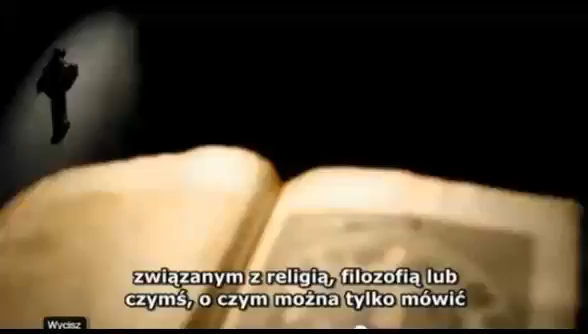 związanym z religią, filozofią lub
czymś, o czym można tylko mówić
Wycisz